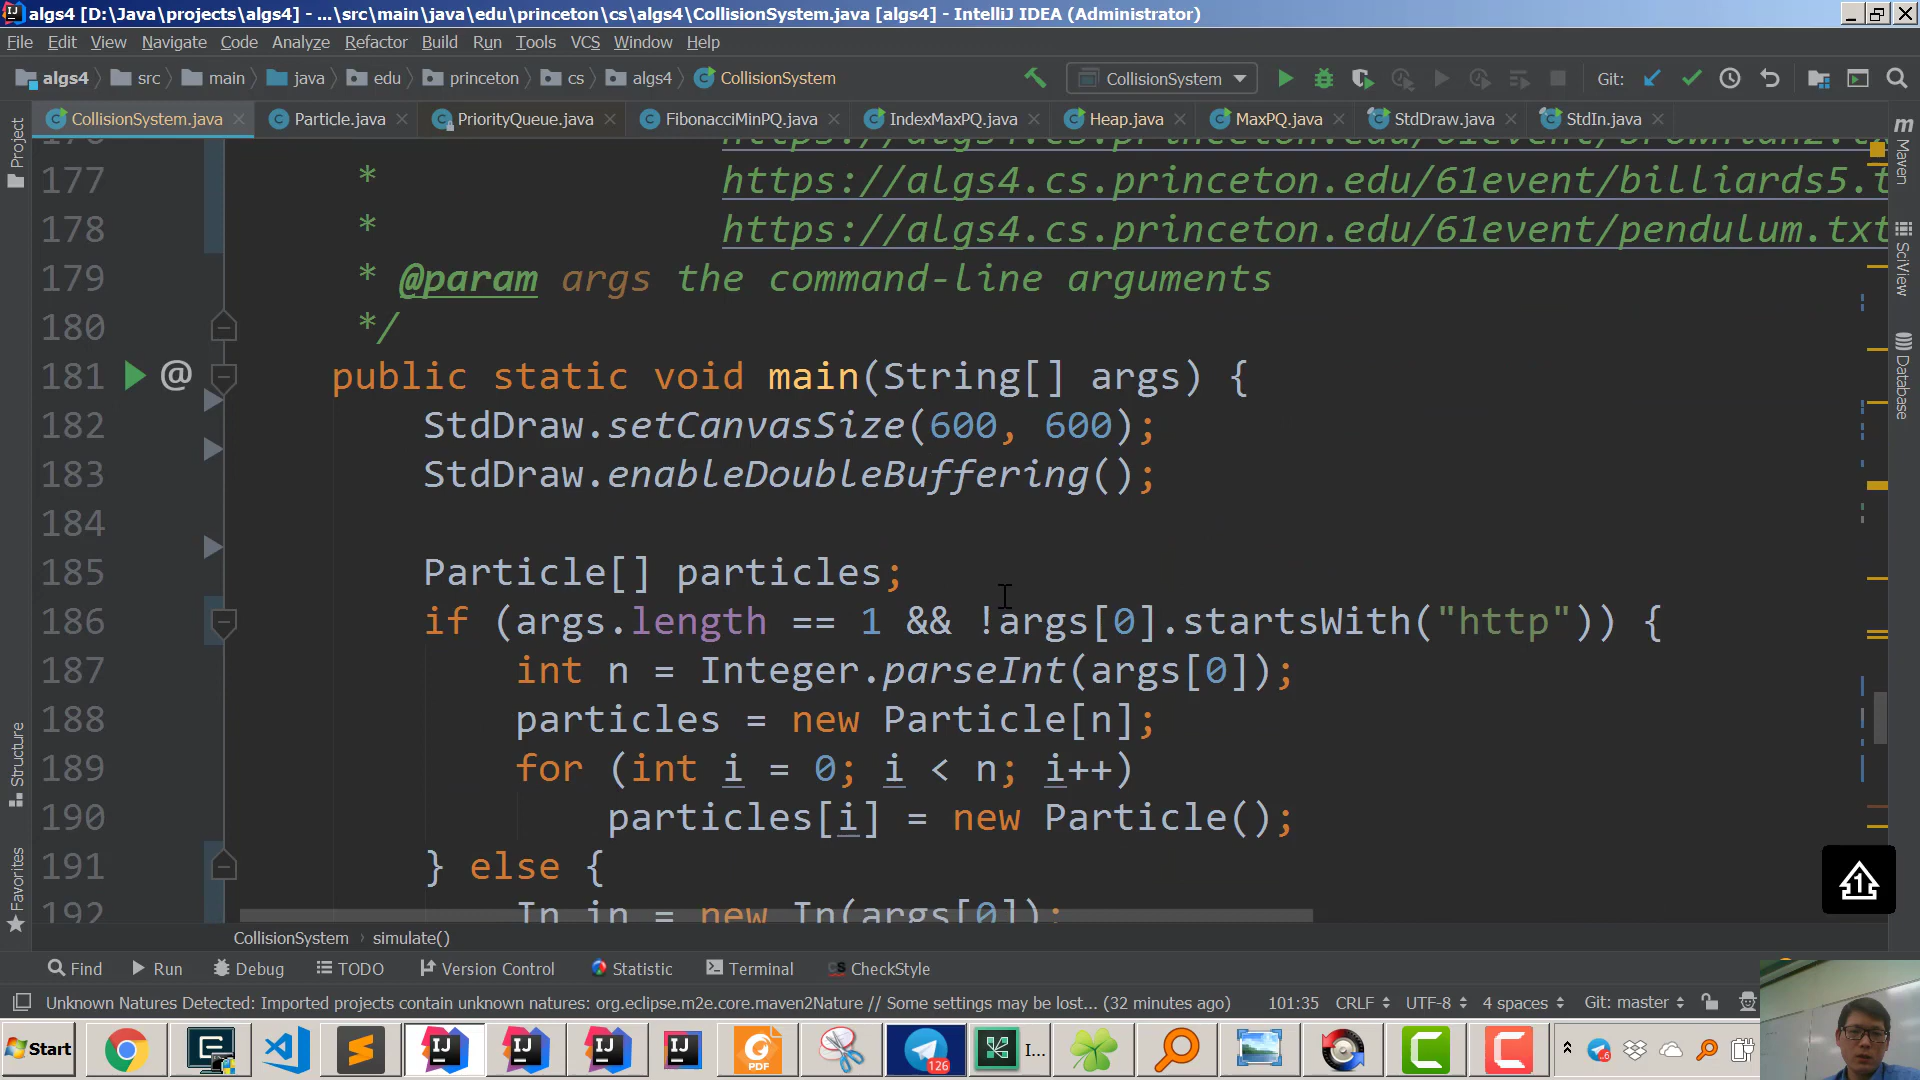 algs4 [D:\Java\projects\algs4] - ...\src\main\java\edu\princeton\cs\algs4\CollisionSystem.java [algs4] - IntelliJ IDEA (Administrator)
File Edit View Navigate Code Analyze Refactor Build Run Tools VCS Window Help
algs4 src main java edu princeton cs algs4 CollisionSystem CollisionSystem Git:
CollisionSystem.java Particle.java PriorityQueue.java FibonacciMinPQ.java IndexMaxPQ.java Heap.java MaxPQ.java StdDraw.java StdIn.java
177 * https://algs4.cs.princeton.edu/61event/billiards5.t
178 * https://algs4.cs.princeton.edu/61event/pendulum.txt
179 * @param args the command-line arguments
180 */
181 @ public static void main(String[] args) {
182 StdDraw.setCanvasSize(600, 600);
183 StdDraw.enableDoubleBuffering();
184
185 Particle[] particles;
186 if (args.length == 1 && !args[0].startsWith("http")) {
187 int n = Integer.parseInt(args[0]);
188 particles = new Particle[n];
189 for (int i = 0; i < n; i++)
190 particles[i] = new Particle();
191 } else {
192 In in = new In(args[0]);
Project
Structure
Favorites
Maven
SciView
Database
CollisionSystem simulate()
Find Run Debug TODO Version Control Statistic Terminal CheckStyle
Unknown Natures Detected: Imported projects contain unknown natures: org.eclipse.m2e.core.maven2Nature // Some settings may be lost... (32 minutes ago) 101:35 CRLF UTF-8 4 spaces Git: master
Start PDF 126 I...